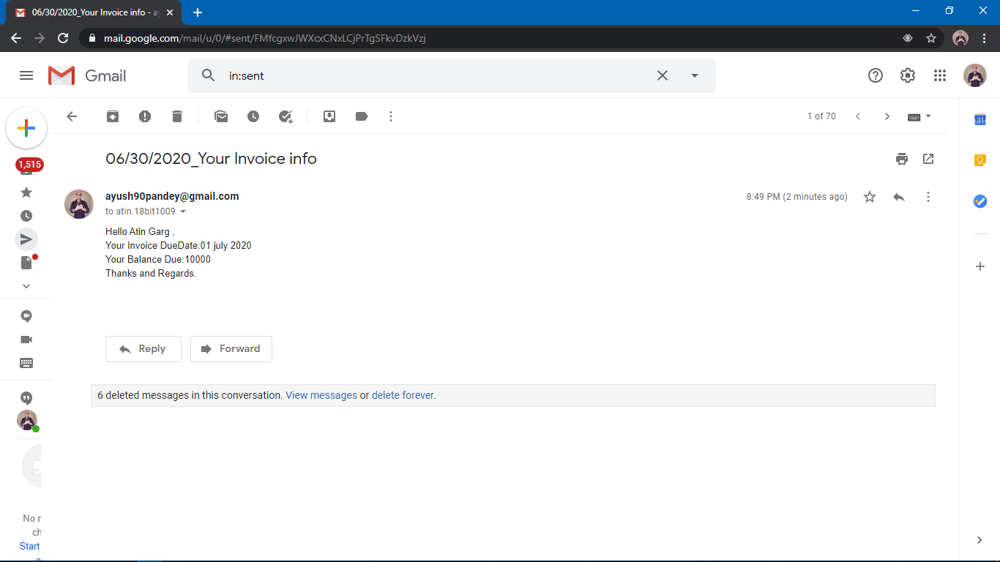 06/30/2020_Your Invoice info - a
mail.google.com/mail/u/0/#sent/FMfcgxwJWXcxCNxLCjPrTgSFkvDzkVzj
Gmail
in:sent
1 of 70
31
1,515
06/30/2020_Your Invoice info
ayush90pandey@gmail.com
8:49 PM (2 minutes ago)
to atin.18bit1009
Hello Atin Garg ,
Your Invoice DueDate:01 july 2020
Your Balance Due:10000
Thanks and Regards.
Reply
Forward
6 deleted messages in this conversation. View messages or delete forever.
No r
ch
Start